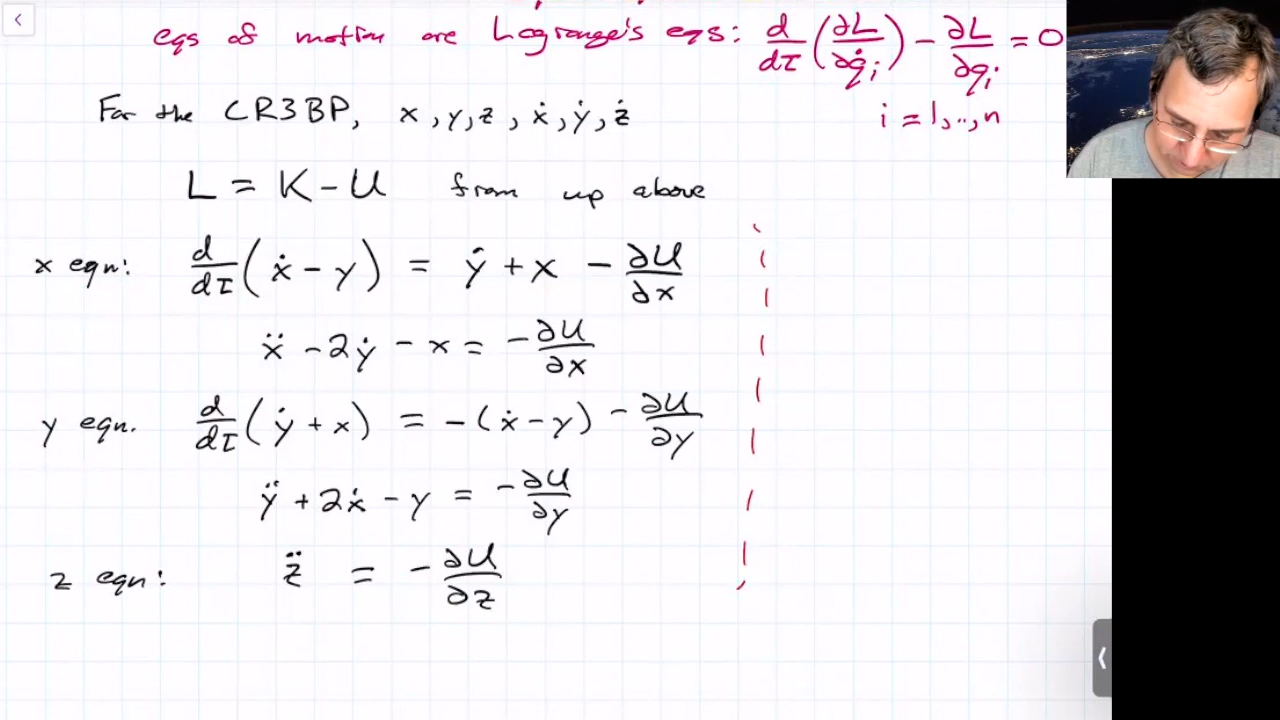 eqs of motion are Lagrange's eqs: d/dτ (∂L/∂q̇ᵢ) − ∂L/∂qᵢ = 0
i = 1,..,n
For the CR3BP, x, y, z, ẋ, ẏ, ż
L = K − U from up above
x eqn: d/dτ (ẋ − y) = ẏ + x − ∂U/∂x
ẍ − 2ẏ − x = −∂U/∂x
y eqn. d/dτ (ẏ + x) = −(ẋ − y) − ∂U/∂y
ÿ + 2ẋ − y = −∂U/∂y
z eqn: z̈ = −∂U/∂z